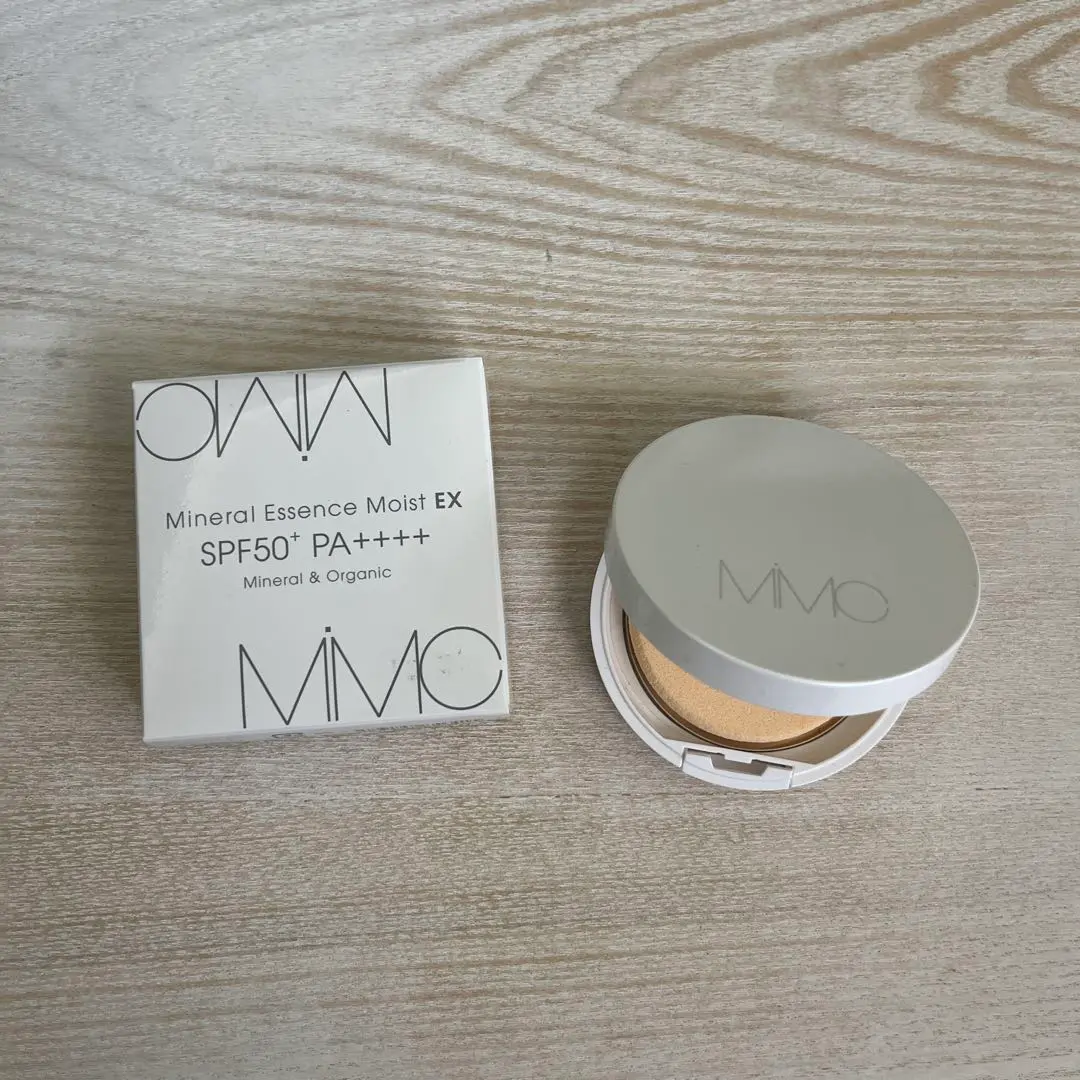 MiMC
Mineral Essence Moist EX
SPF50+ PA++++
Mineral & Organic
MiMC
MiMC